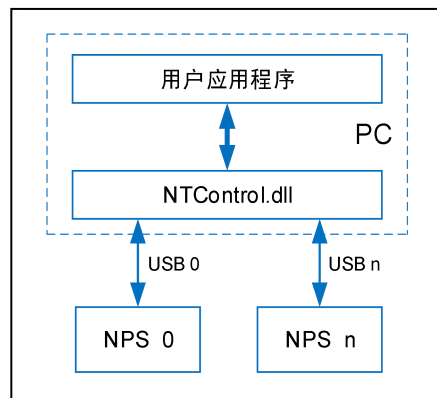 用户应用程序
PC
NTControl.dll
USB 0
USB n
NPS 0
NPS n